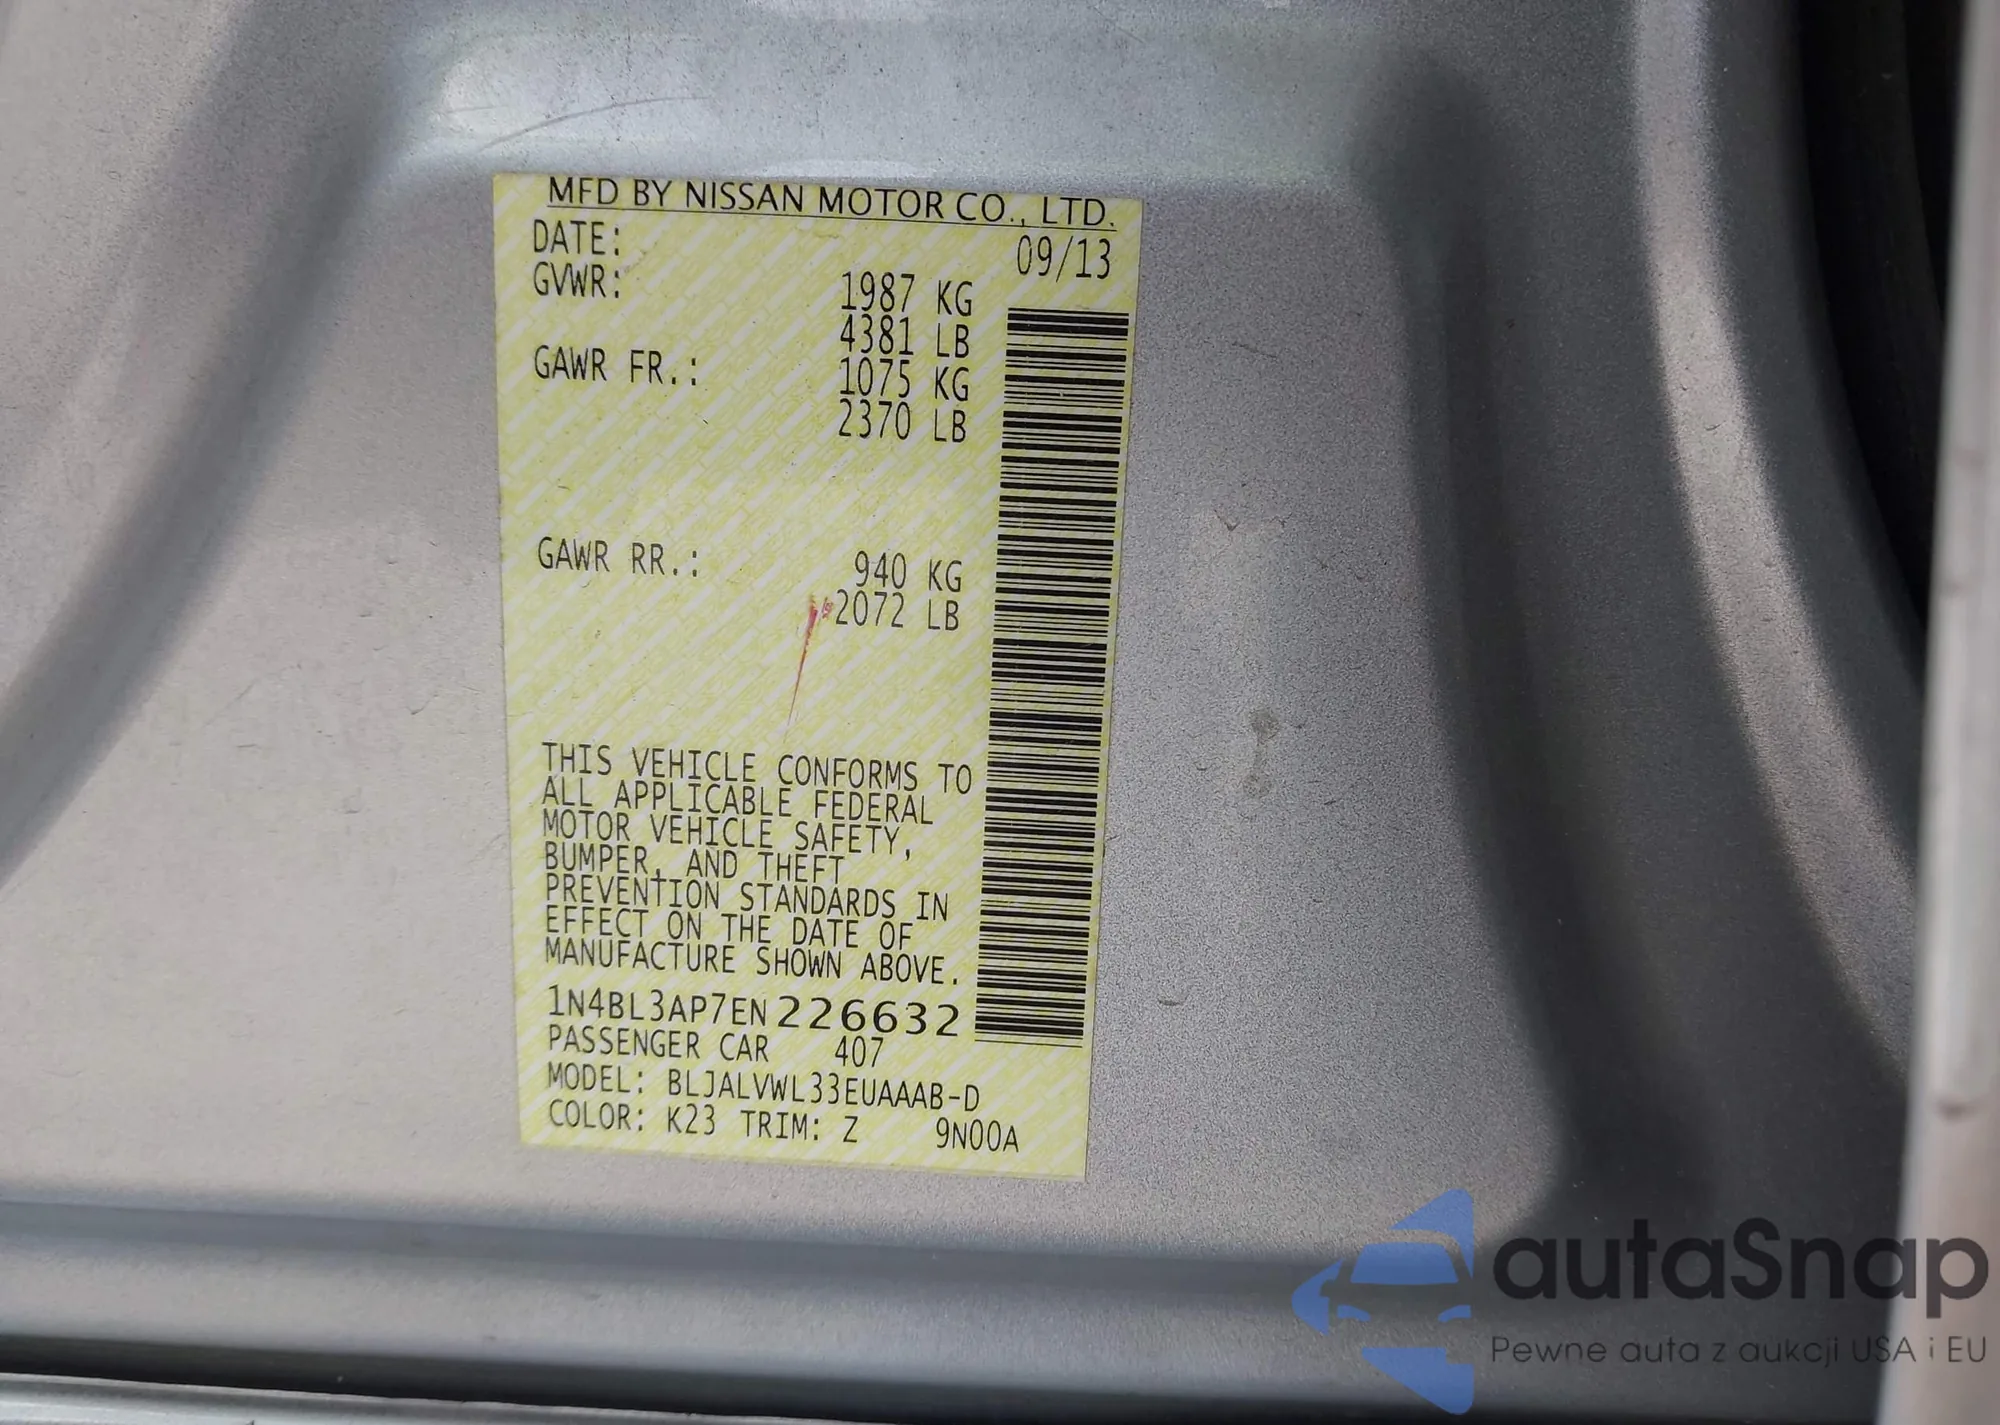 MFD BY NISSAN MOTOR CO., LTD.
DATE: 09/13
GVWR: 1987 KG
4381 LB
GAWR FR.: 1075 KG
2370 LB
GAWR RR.: 940 KG
2072 LB
THIS VEHICLE CONFORMS TO
ALL APPLICABLE FEDERAL
MOTOR VEHICLE SAFETY,
BUMPER, AND THEFT
PREVENTION STANDARDS IN
EFFECT ON THE DATE OF
MANUFACTURE SHOWN ABOVE.
1N4BL3AP7EN226632
PASSENGER CAR 407
MODEL: BLJALVWL33EUAAAB-D
COLOR: K23 TRIM: Z 9N00A
autaSnap
Pewne auta z aukcji USA i EU